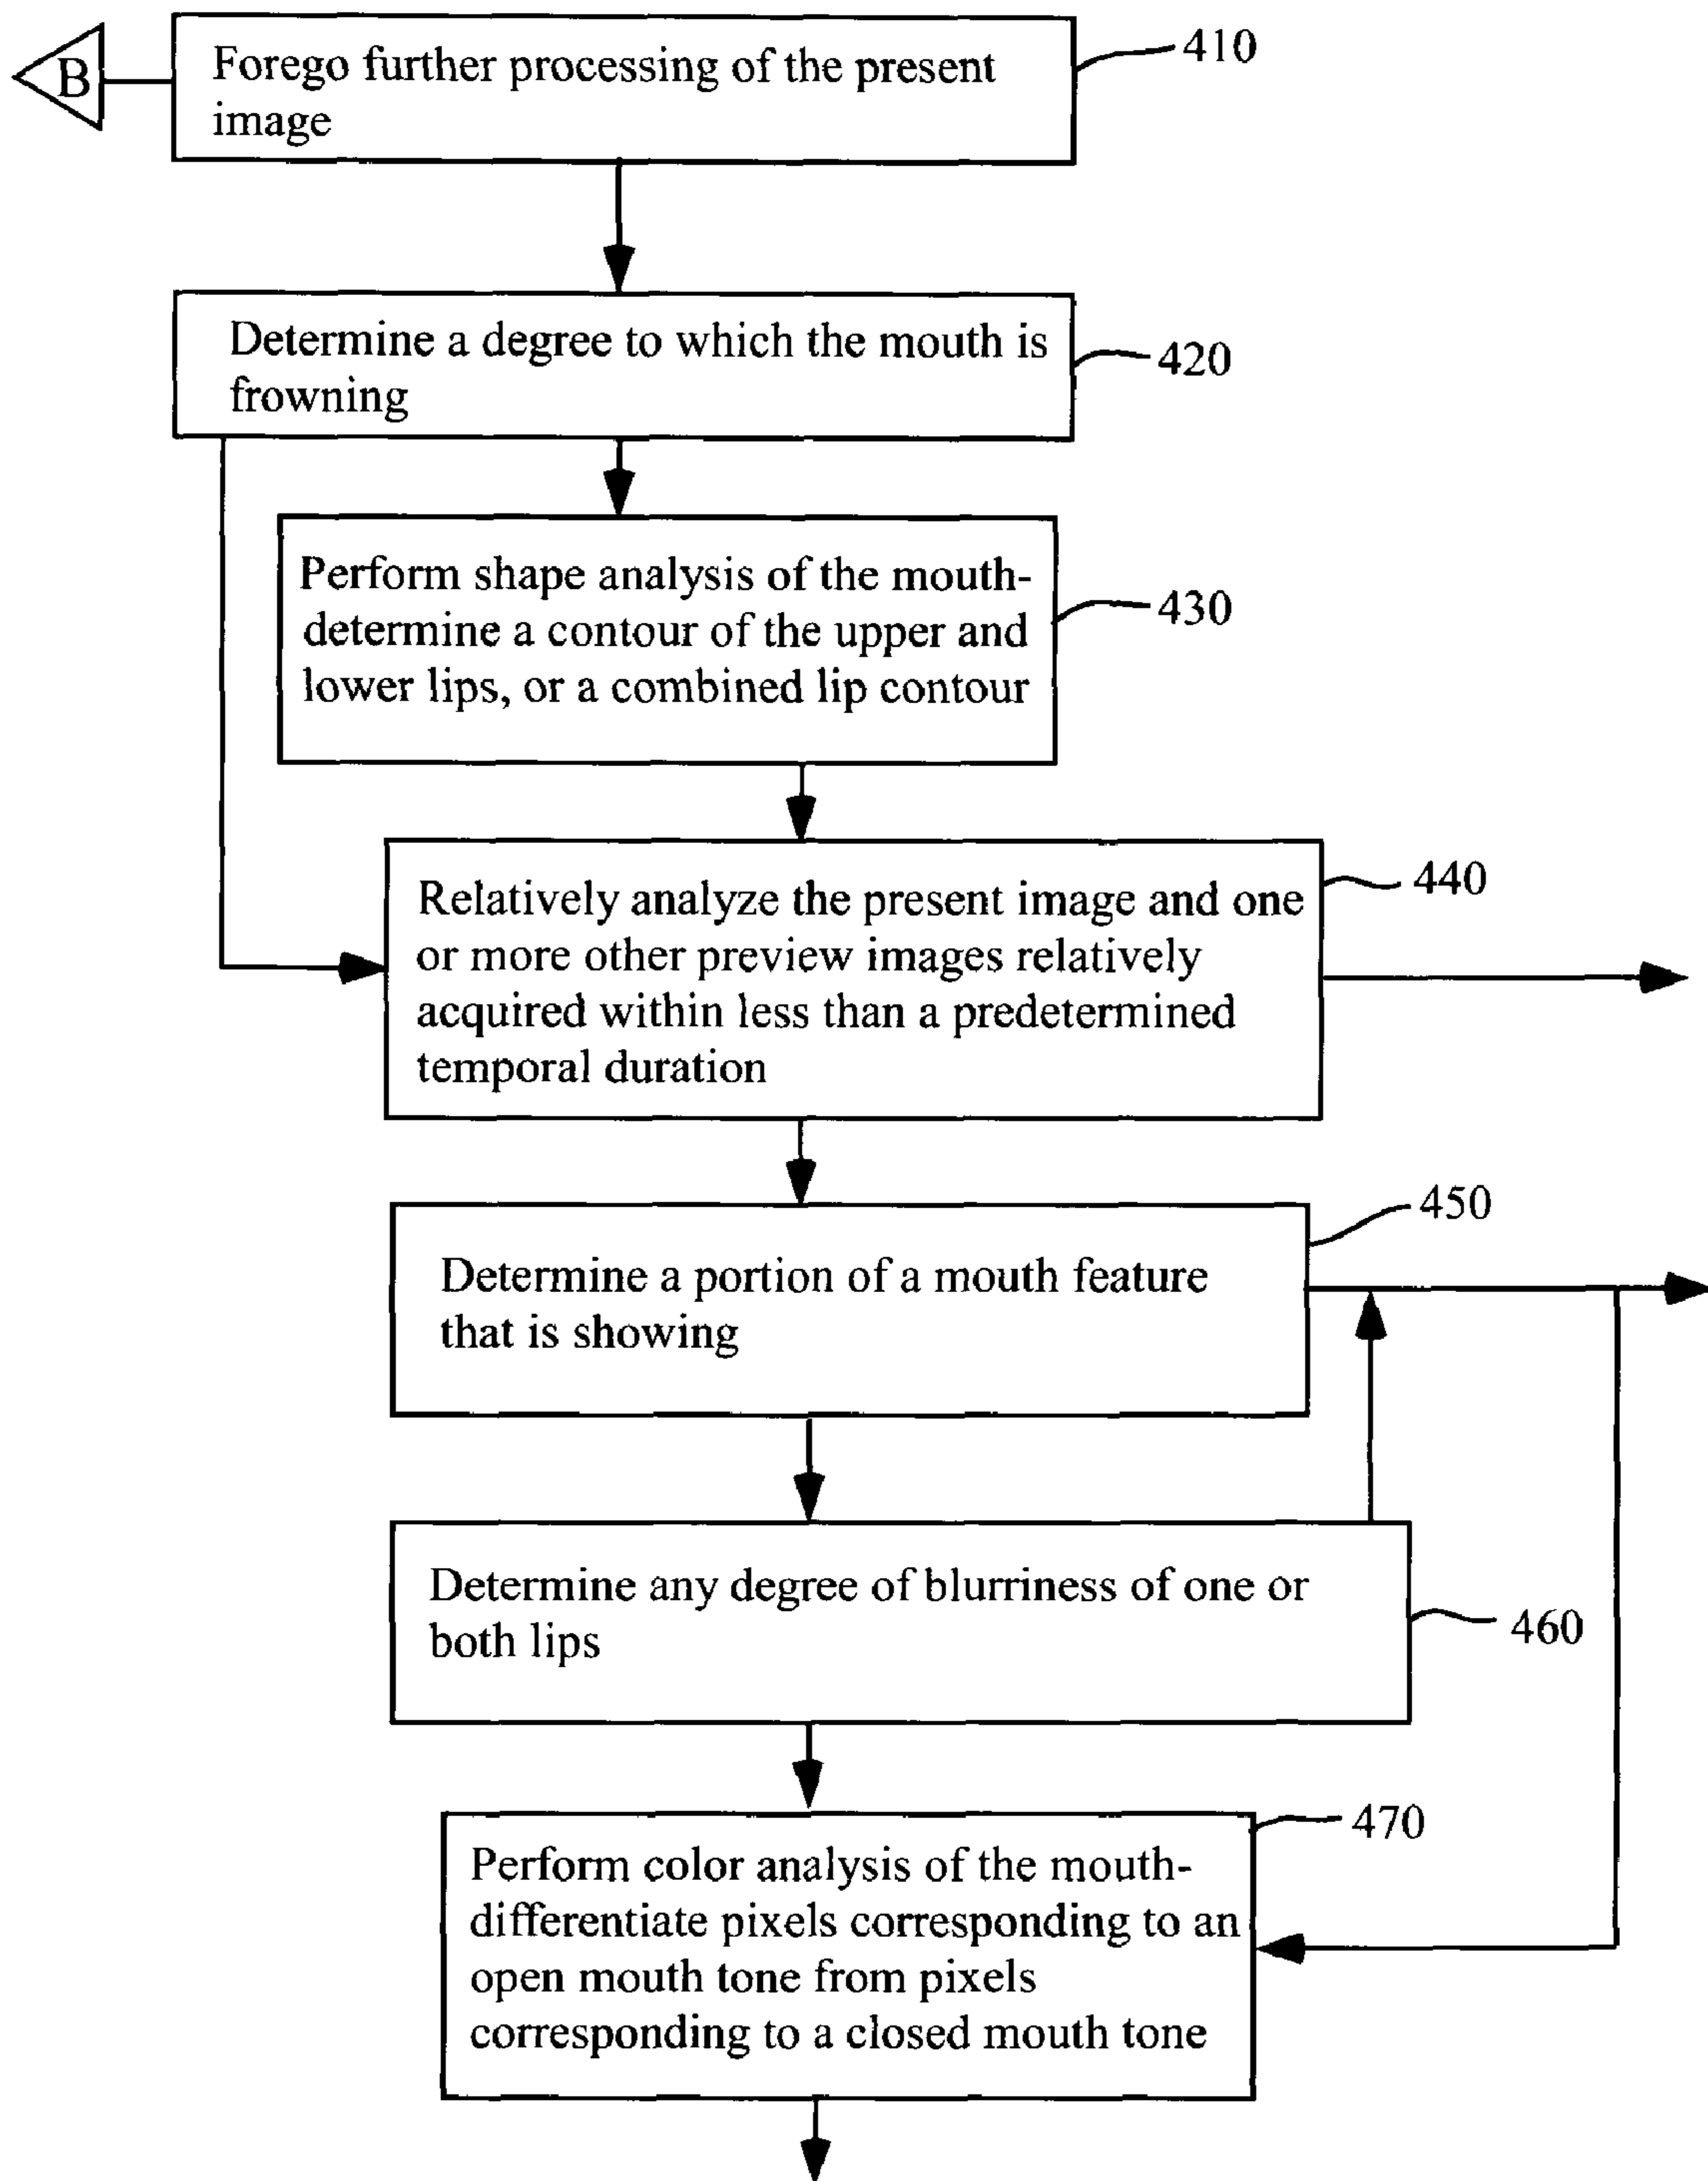 B
Forego further processing of the present
image
410
Determine a degree to which the mouth is
frowning
420
Perform shape analysis of the mouth-
determine a contour of the upper and
lower lips, or a combined lip contour
430
Relatively analyze the present image and one
or more other preview images relatively
acquired within less than a predetermined
temporal duration
440
Determine a portion of a mouth feature
that is showing
450
Determine any degree of blurriness of one or
both lips
460
Perform color analysis of the mouth-
differentiate pixels corresponding to an
open mouth tone from pixels
corresponding to a closed mouth tone
470